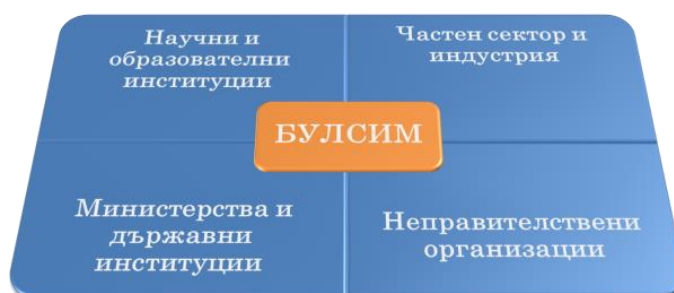 Научни и
образователни
институции
Частен сектор и
индустрия
БУЛСИМ
Министерства и
държавни
институции
Неправителствени
организации